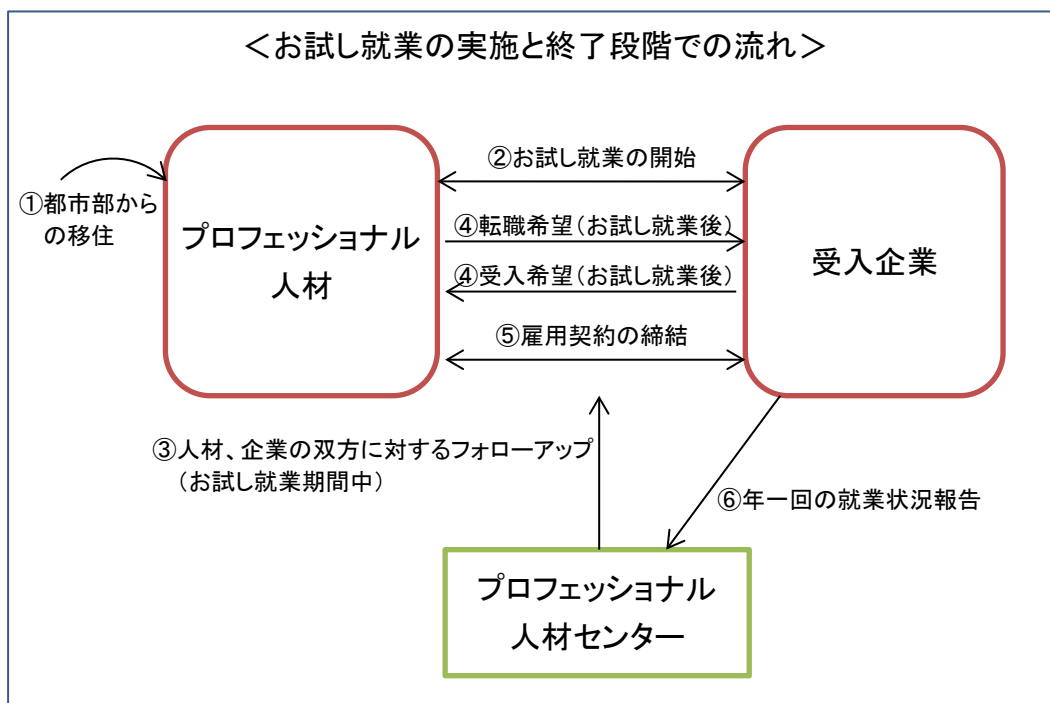 ＜お試し就業の実施と終了段階での流れ＞
①都市部から
の移住
プロフェッショナル
人材
②お試し就業の開始
④転職希望（お試し就業後）
④受入希望（お試し就業後）
⑤雇用契約の締結
受入企業
③人材、企業の双方に対するフォローアップ
（お試し就業期間中）
⑥年一回の就業状況報告
プロフェッショナル
人材センター